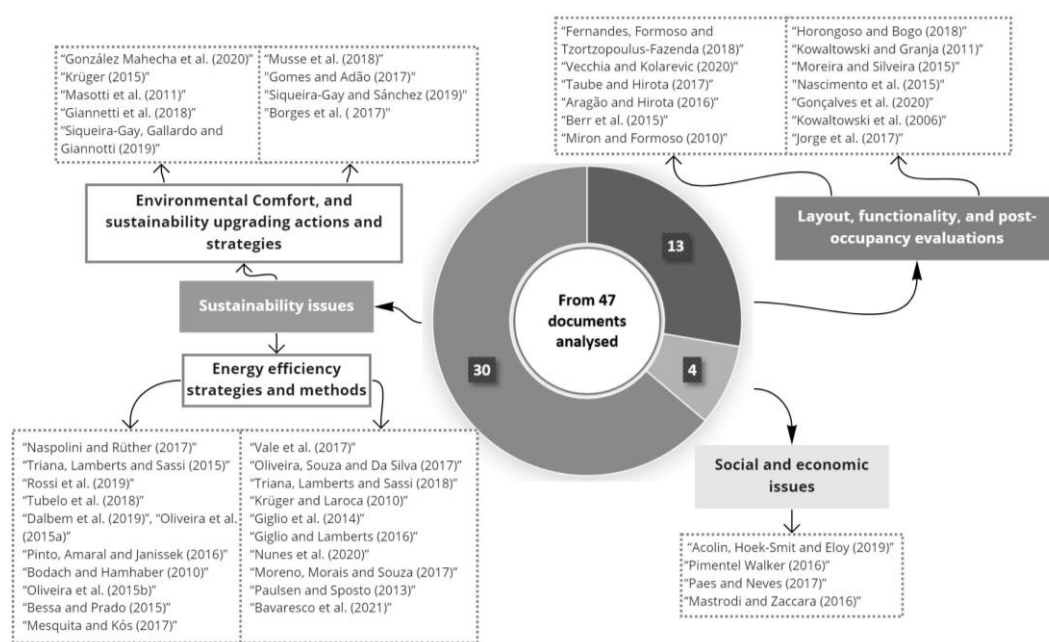 “González Mahecha et al. (2020)”
“Krüger (2015)”
“Masotti et al. (2011)”
“Giannetti et al. (2018)”
“Siqueira-Gay, Gallardo and
Giannotti (2019)”
“Musse et al. (2018)”
"Gomes and Adão (2017)"
"Siqueira-Gay and Sánchez (2019)"
"Borges et al. ( 2017)”
“Fernandes, Formoso and
Tzortzopoulus-Fazenda (2018)”
“Vecchia and Kolarevic (2020)”
“Taube and Hirota (2017)”
“Aragão and Hirota (2016)”
“Berr et al. (2015)”
“Miron and Formoso (2010)”
“Horongoso and Bogo (2018)”
“Kowaltowski and Granja (2011)”
“Moreira and Silveira (2015)”
"Nascimento et al. (2015)"
“Gonçalves et al. (2020)”
“Kowaltowski et al. (2006)”
“Jorge et al. (2017)”
Environmental Comfort, and
sustainability upgrading actions and
strategies
Layout, functionality, and post-
occupancy evaluations
13
From 47
documents
analysed
30
4
Sustainability issues
Energy efficiency
strategies and methods
Social and economic
issues
“Naspolini and Rüther (2017)”
“Triana, Lamberts and Sassi (2015)”
“Rossi et al. (2019)”
“Tubelo et al. (2018)”
“Dalbem et al. (2019)”, “Oliveira et al.
(2015a)”
“Pinto, Amaral and Janissek (2016)”
“Bodach and Hamhaber (2010)”
“Oliveira et al. (2015b)”
“Bessa and Prado (2015)”
“Mesquita and Kós (2017)”
“Vale et al. (2017)”
“Oliveira, Souza and Da Silva (2017)”
“Triana, Lamberts and Sassi (2018)”
“Krüger and Laroca (2010)”
“Giglio et al. (2014)”
“Giglio and Lamberts (2016)”
“Nunes et al. (2020)”
“Moreno, Morais and Souza (2017)”
“Paulsen and Sposto (2013)”
“Bavaresco et al. (2021)”
“Acolin, Hoek-Smit and Eloy (2019)”
“Pimentel Walker (2016)”
“Paes and Neves (2017)”
“Mastrodi and Zaccara (2016)”